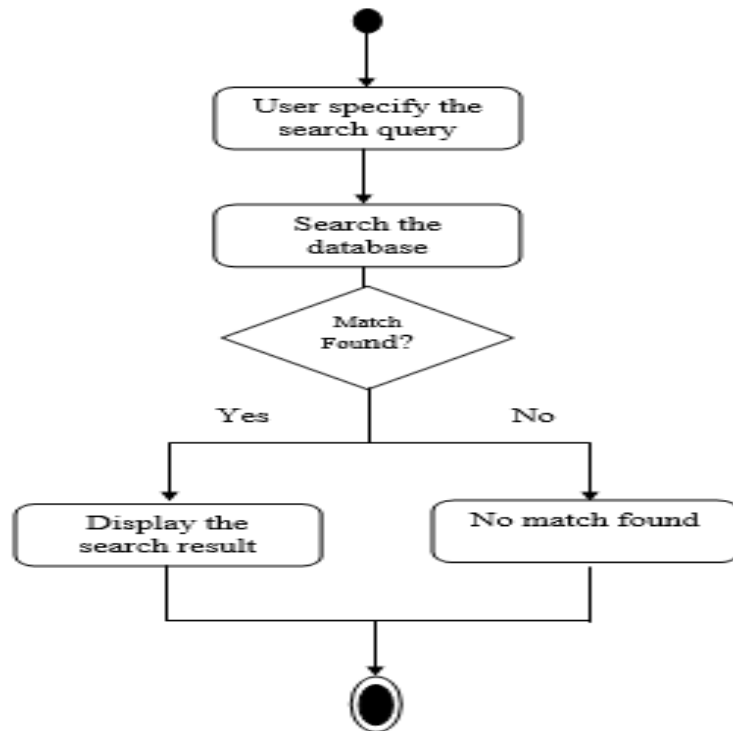 User specify the
search query
Search the
database
Match
Found?
Yes
No
Display the
search result
No match found